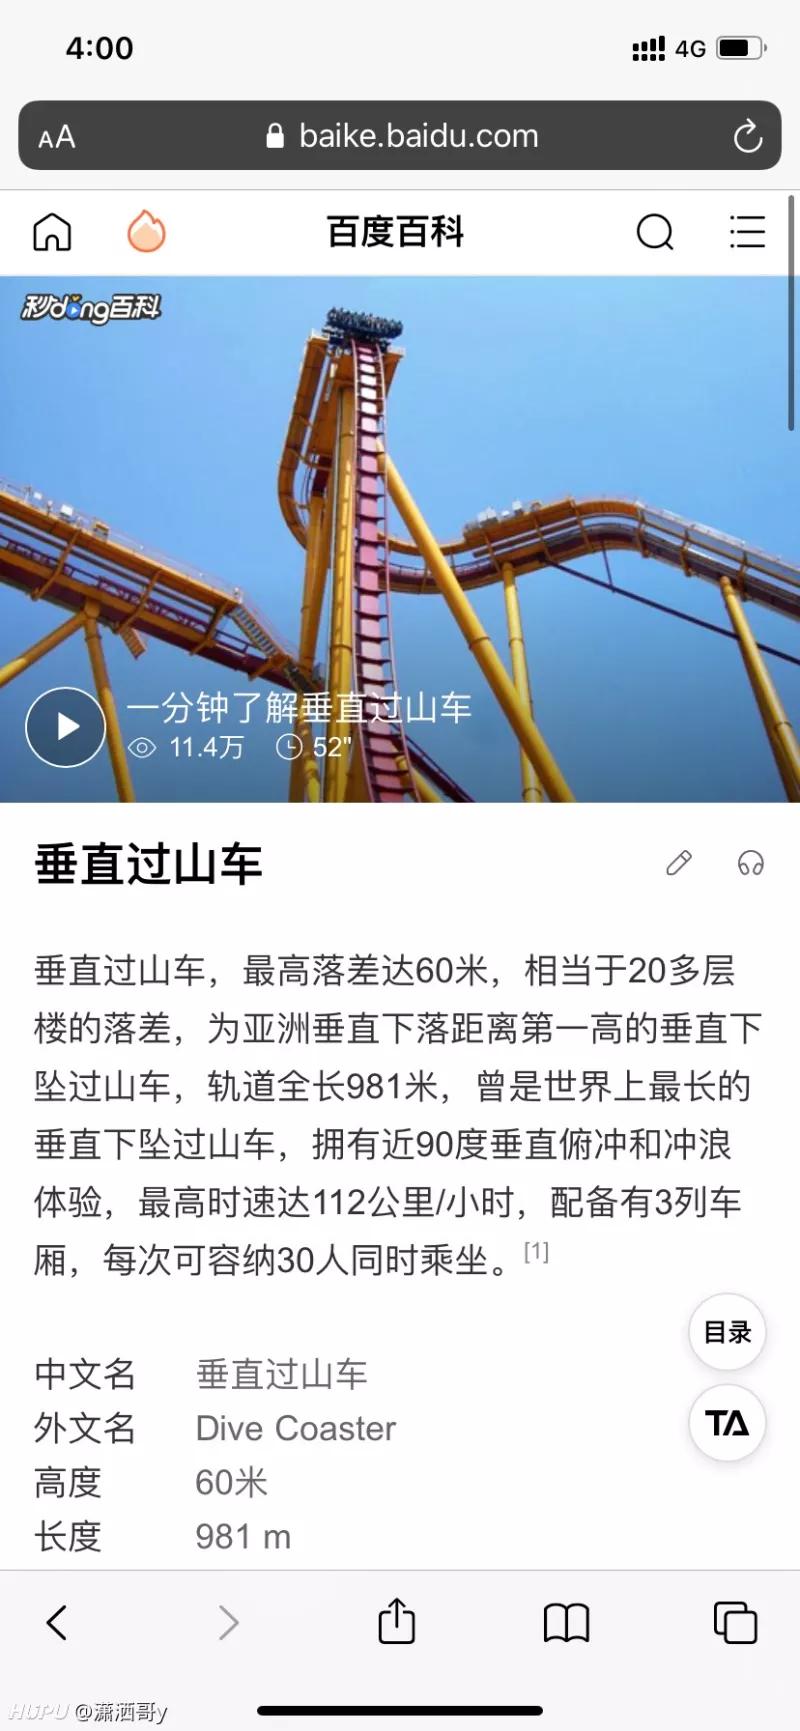 4:00
4G
AA
baike.baidu.com
百度百科
秒dong百科
一分钟了解垂直过山车
11.4万
52"
垂直过山车
垂直过山车，最高落差达60米，相当于20多层
楼的落差，为亚洲垂直下落距离第一高的垂直下
坠过山车，轨道全长981米，曾是世界上最长的
垂直下坠过山车，拥有近90度垂直俯冲和冲浪
体验，最高时速达112公里/小时，配备有3列车
厢，每次可容纳30人同时乘坐。[1]
目录
中文名 垂直过山车
TA
外文名 Dive Coaster
高度 60米
长度 981 m
HUPU @潇洒哥y